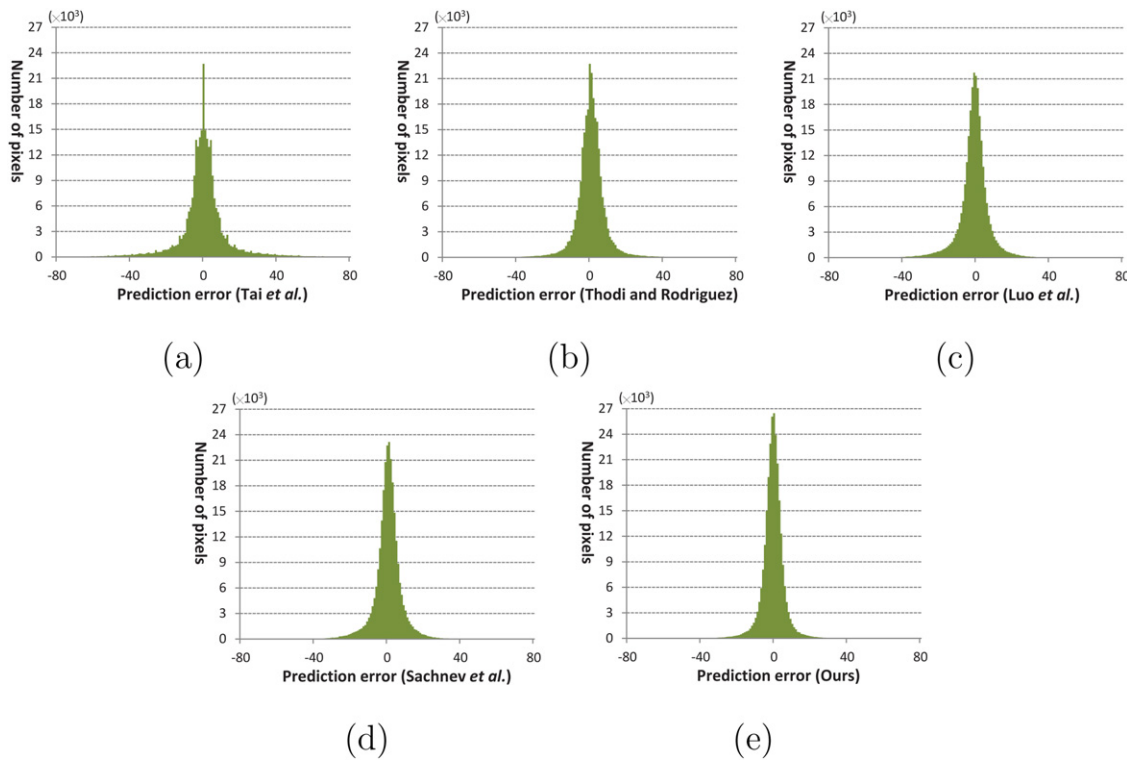 (×10³)
27
24
21
18
15
12
9
6
3
0
Number of pixels
-80 -40 0 40 80
Prediction error (Tai et al.)
(a)
(×10³)
27
24
21
18
15
12
9
6
3
0
Number of pixels
-80 -40 0 40 80
Prediction error (Thodi and Rodriguez)
(b)
(×10³)
27
24
21
18
15
12
9
6
3
0
Number of pixels
-80 -40 0 40 80
Prediction error (Luo et al.)
(c)
(×10³)
27
24
21
18
15
12
9
6
3
0
Number of pixels
-80 -40 0 40 80
Prediction error (Sachnev et al.)
(d)
(×10³)
27
24
21
18
15
12
9
6
3
0
Number of pixels
-80 -40 0 40 80
Prediction error (Ours)
(e)